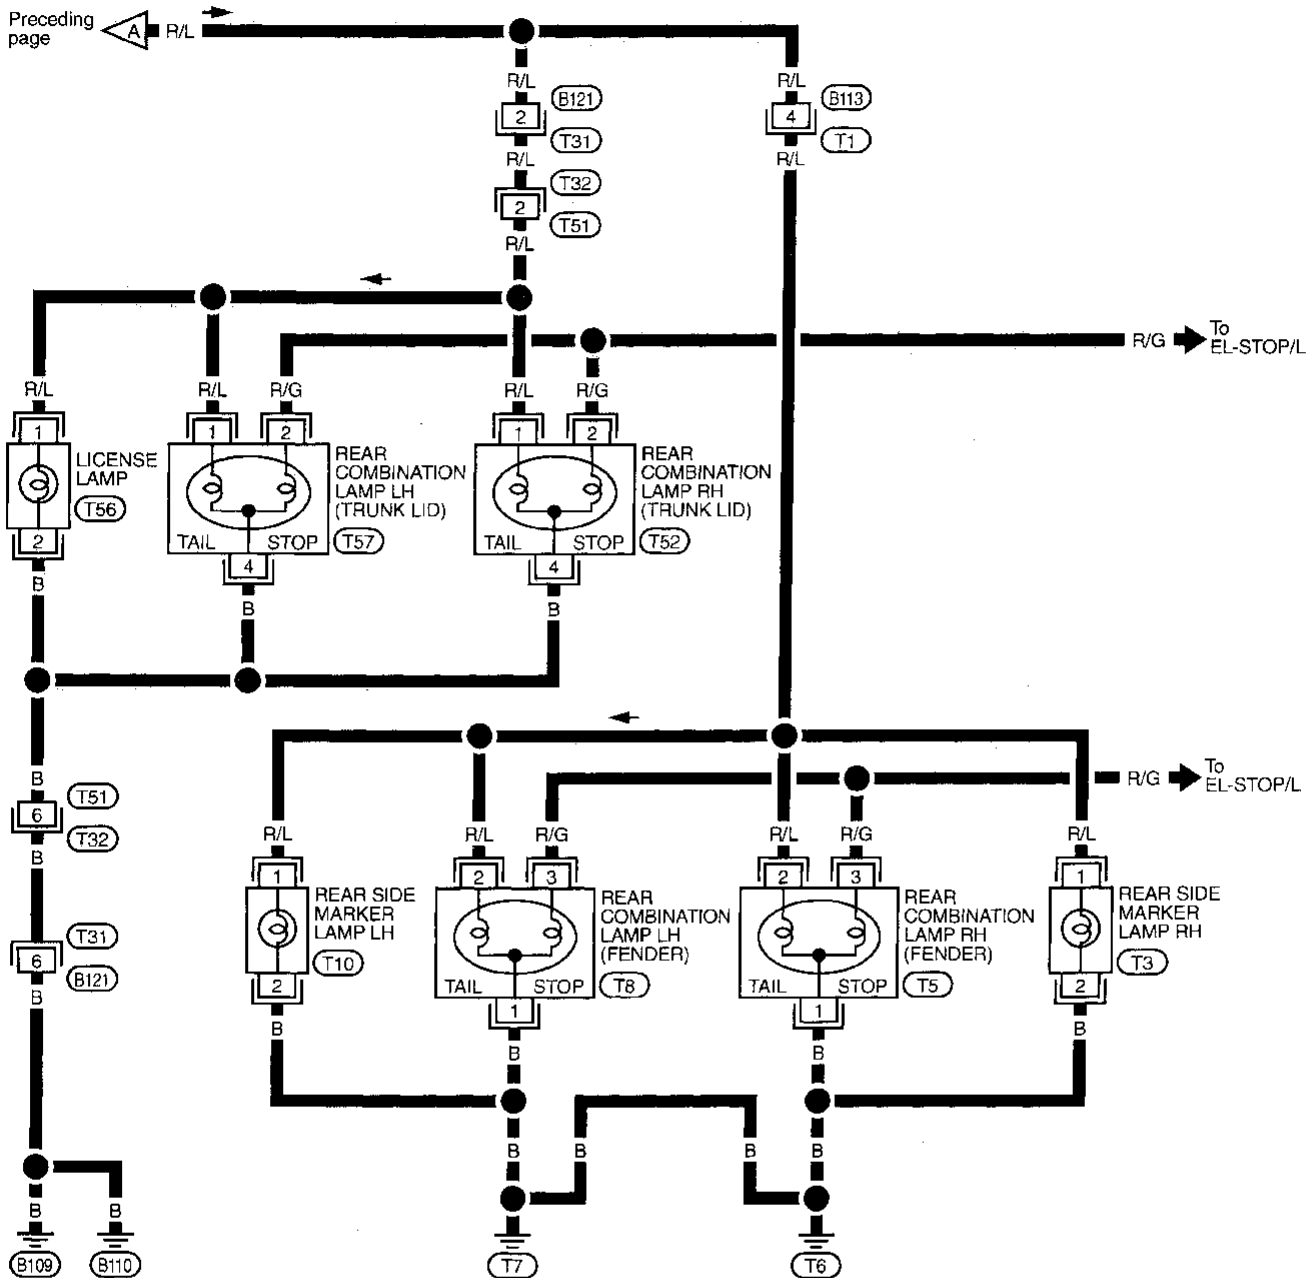 Preceding
page
A R/L
R/L R/L
2 B121
T31
4 B113
T1
R/L R/L
T32
2
T51
R/L
R/G To
EL-STOP/L
R/L R/L R/G R/L R/G
1 1 2 1 2
LICENSE
LAMP
T56
2
REAR
COMBINATION
LAMP LH
(TRUNK LID)
TAIL STOP T57
4
REAR
COMBINATION
LAMP RH
(TRUNK LID)
TAIL STOP T52
4
B B B
B
T51
6
T32
B
T31
6
B121
B
R/G To
EL-STOP/L
R/L R/L R/G R/L R/G R/L
1 2 3 2 3 1
REAR SIDE
MARKER
LAMP LH
T10
2
REAR
COMBINATION
LAMP LH
(FENDER)
TAIL STOP T8
1
REAR
COMBINATION
LAMP RH
(FENDER)
TAIL STOP T5
1
REAR SIDE
MARKER
LAMP RH
T3
2
B B B B
B B B B
B B
B109 B110 T7 T6